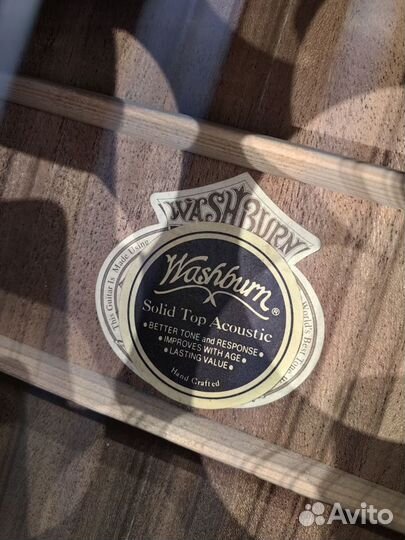 WASHBURN
This Guitar Is Made Using
World's Best Tone
Washburn®
Solid Top Acoustic
• BETTER TONE and RESPONSE •
• IMPROVES WITH AGE •
• LASTING VALUE •
Hand Crafted
Avito